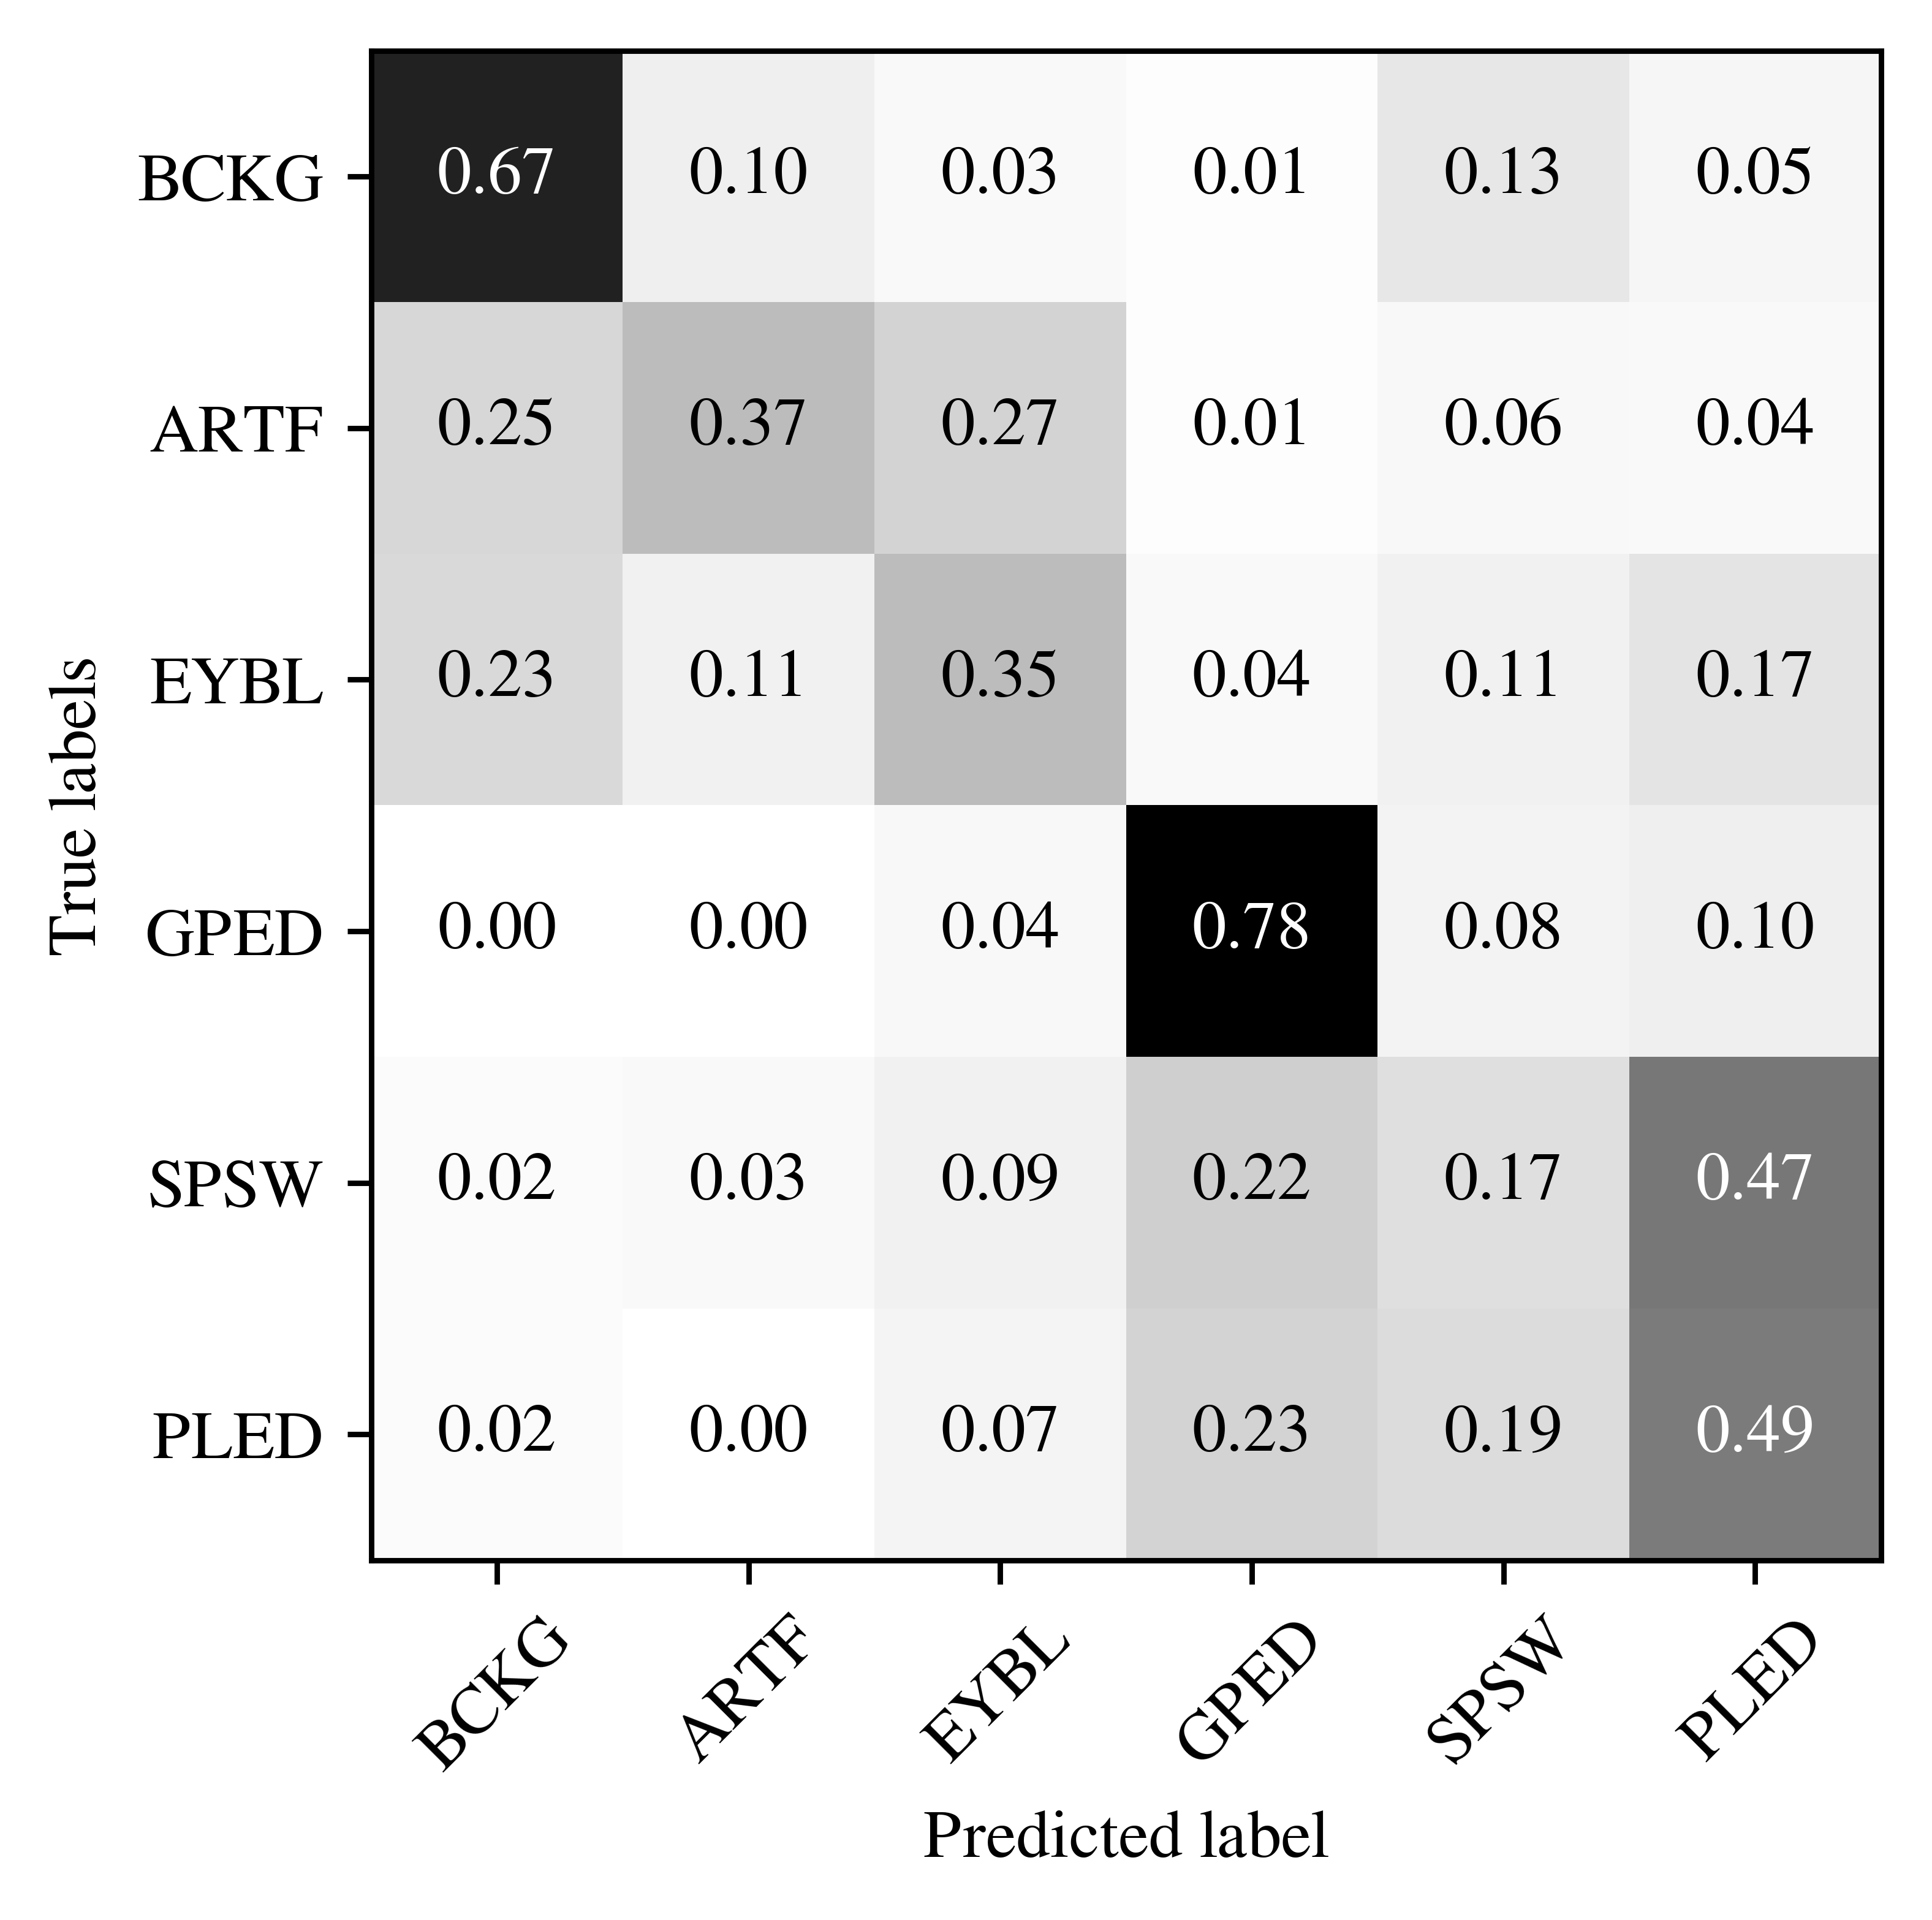 True labels
BCKG 0.67 0.10 0.03 0.01 0.13 0.05
ARTF 0.25 0.37 0.27 0.01 0.06 0.04
EYBL 0.23 0.11 0.35 0.04 0.11 0.17
GPED 0.00 0.00 0.04 0.78 0.08 0.10
SPSW 0.02 0.03 0.09 0.22 0.17 0.47
PLED 0.02 0.00 0.07 0.23 0.19 0.49
BCKG ARTF EYBL GPED SPSW PLED
Predicted label